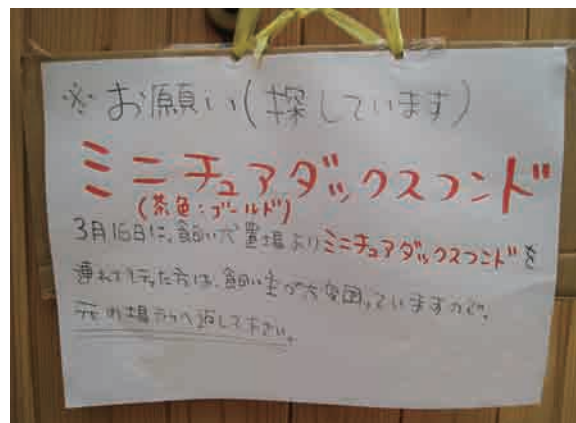 ※お願い(探しています)
ミニチュアダックスフンド
(茶色:ゴールド)
3月16日に、飼い犬置場よりミニチュアダックスフンドを
連れて行った方は、飼い主が大変困っていますので、
元の場所へ返して下さい。